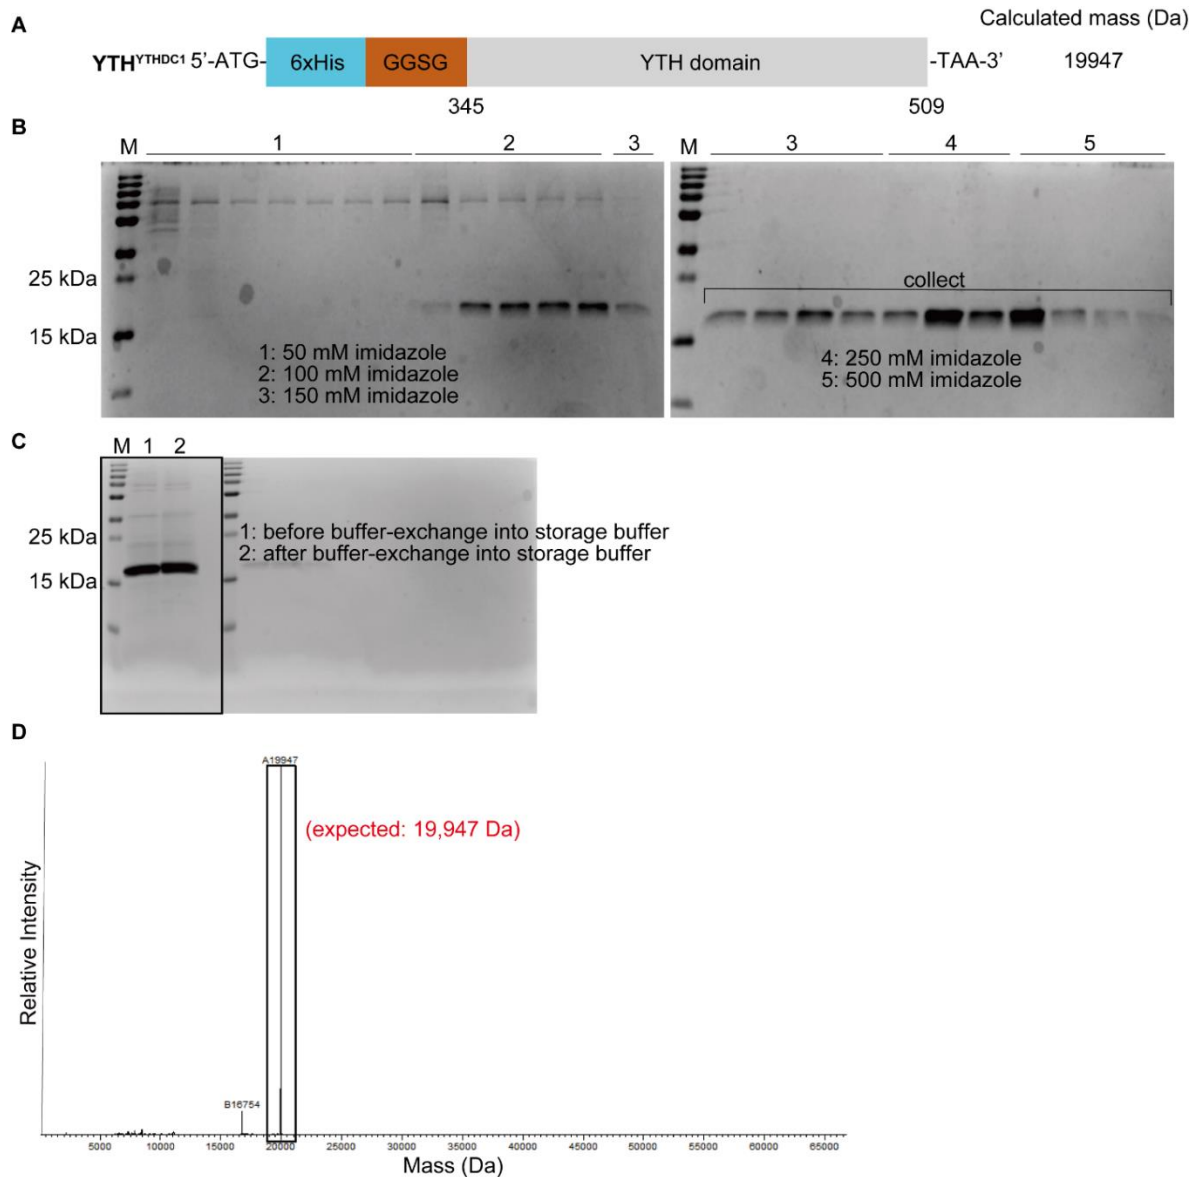 A
Calculated mass (Da)
YTH^YTHDC1 5’-ATG- 6xHis GGSG YTH domain -TAA-3’ 19947
345 509
B
M 1 2 3
25 kDa
15 kDa
1: 50 mM imidazole
2: 100 mM imidazole
3: 150 mM imidazole
M 3 4 5
collect
4: 250 mM imidazole
5: 500 mM imidazole
C
M 1 2
25 kDa
15 kDa
1: before buffer-exchange into storage buffer
2: after buffer-exchange into storage buffer
D
A19947
(expected: 19,947 Da)
Relative Intensity
B16754
5000 10000 15000 20000 25000 30000 35000 40000 45000 50000 55000 60000 65000
Mass (Da)